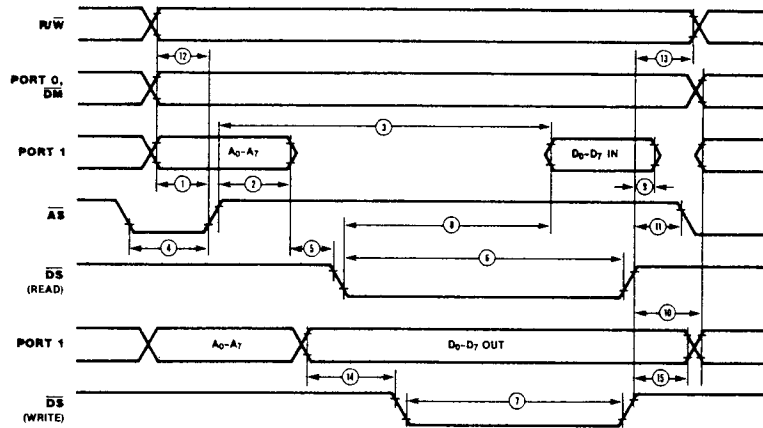 R/W̅
12
13
PORT 0,
D̅M̅
3
PORT 1
A0-A7
D0-D7 IN
1
2
9
A̅S̅
8
11
4
5
6
D̅S̅
(READ)
10
PORT 1
A0-A7
D0-D7 OUT
14
15
7
D̅S̅
(WRITE)